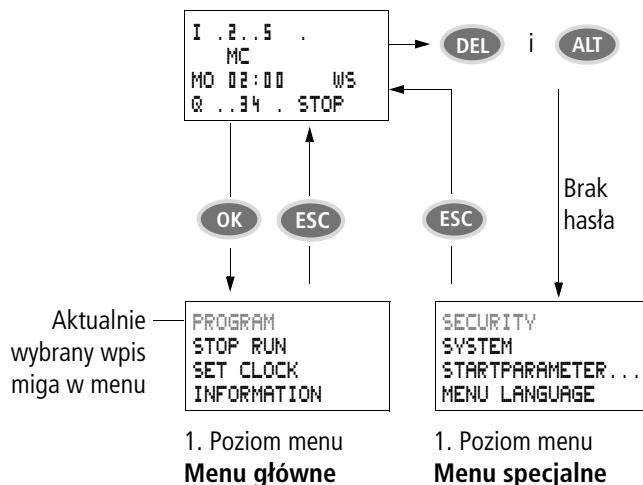 I .2..5 .
MC
MO 02:00 WS
Q ..34 . STOP
DEL i ALT
OK
ESC
ESC
Brak
hasła
Aktualnie
wybrany wpis
miga w menu
PROGRAM
STOP RUN
SET CLOCK
INFORMATION
1. Poziom menu
Menu główne
SECURITY
SYSTEM
STARTPARAMETER...
MENU LANGUAGE
1. Poziom menu
Menu specjalne